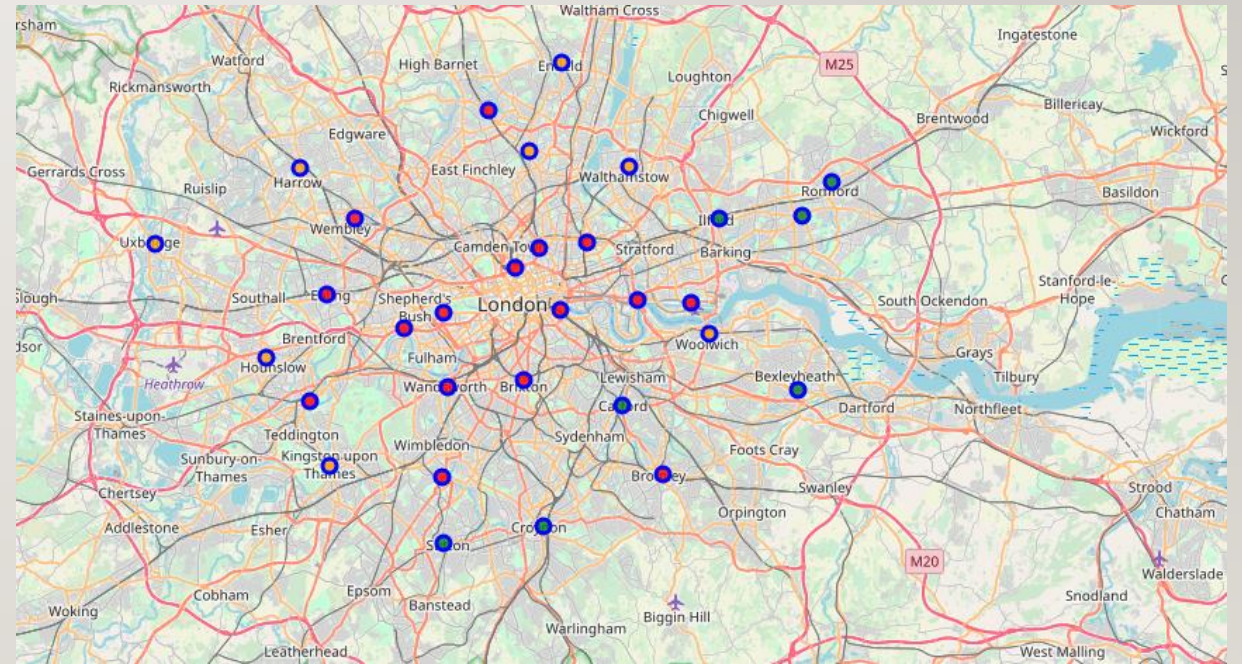 Waltham Cross
rsham
Ingatestone
Watford
High Barnet
M25
Loughton
Rickmansworth
Billericay
Chigwell
Brentwood
Wickford
Edgware
East Finchley
Gerrards Cross
Walthamstow
Harrow
Ruislip
Romford
Basildon
Wembley
Camden
Stratford
Barking
Stanford-le-
Hope
Slough
Southall
Shepherd's
Bush
London
South Ockendon
Brentford
Woolwich
dsor
Hounslow
Fulham
Grays
Heathrow
Lewisham
Bexleyheath
Tilbury
Staines-upon-
Thames
Dartford
Northfleet
Teddington
Wimbledon
Sydenham
Foots Cray
Kingston upon
Thames
Sunbury-on-
Thames
Chertsey
Swanley
Strood
Orpington
Chatham
Addlestone
Esher
M20
Walderslade
Epsom
Cobham
Banstead
Snodland
Woking
Biggin Hill
Warlingham
Leatherhead
West Malling